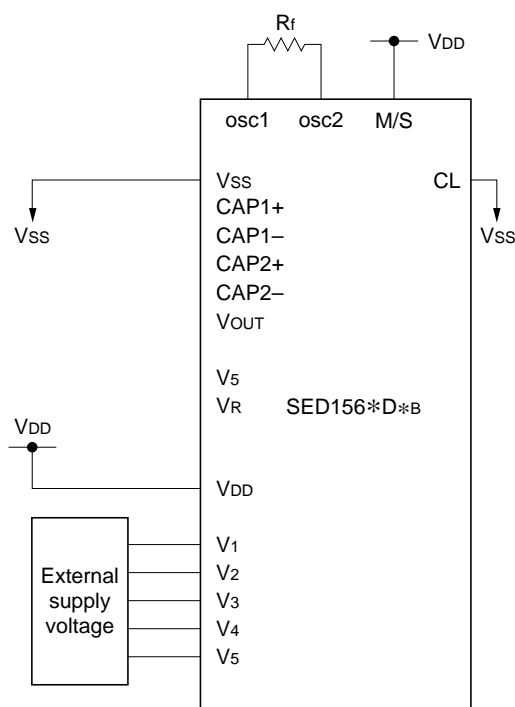 Rf
VDD
osc1 osc2 M/S
VSS CL
CAP1+
VSS CAP1– VSS
CAP2+
CAP2–
VOUT
V5
VR SED156*D*B
VDD
VDD
V1
External V2
supply V3
voltage V4
V5